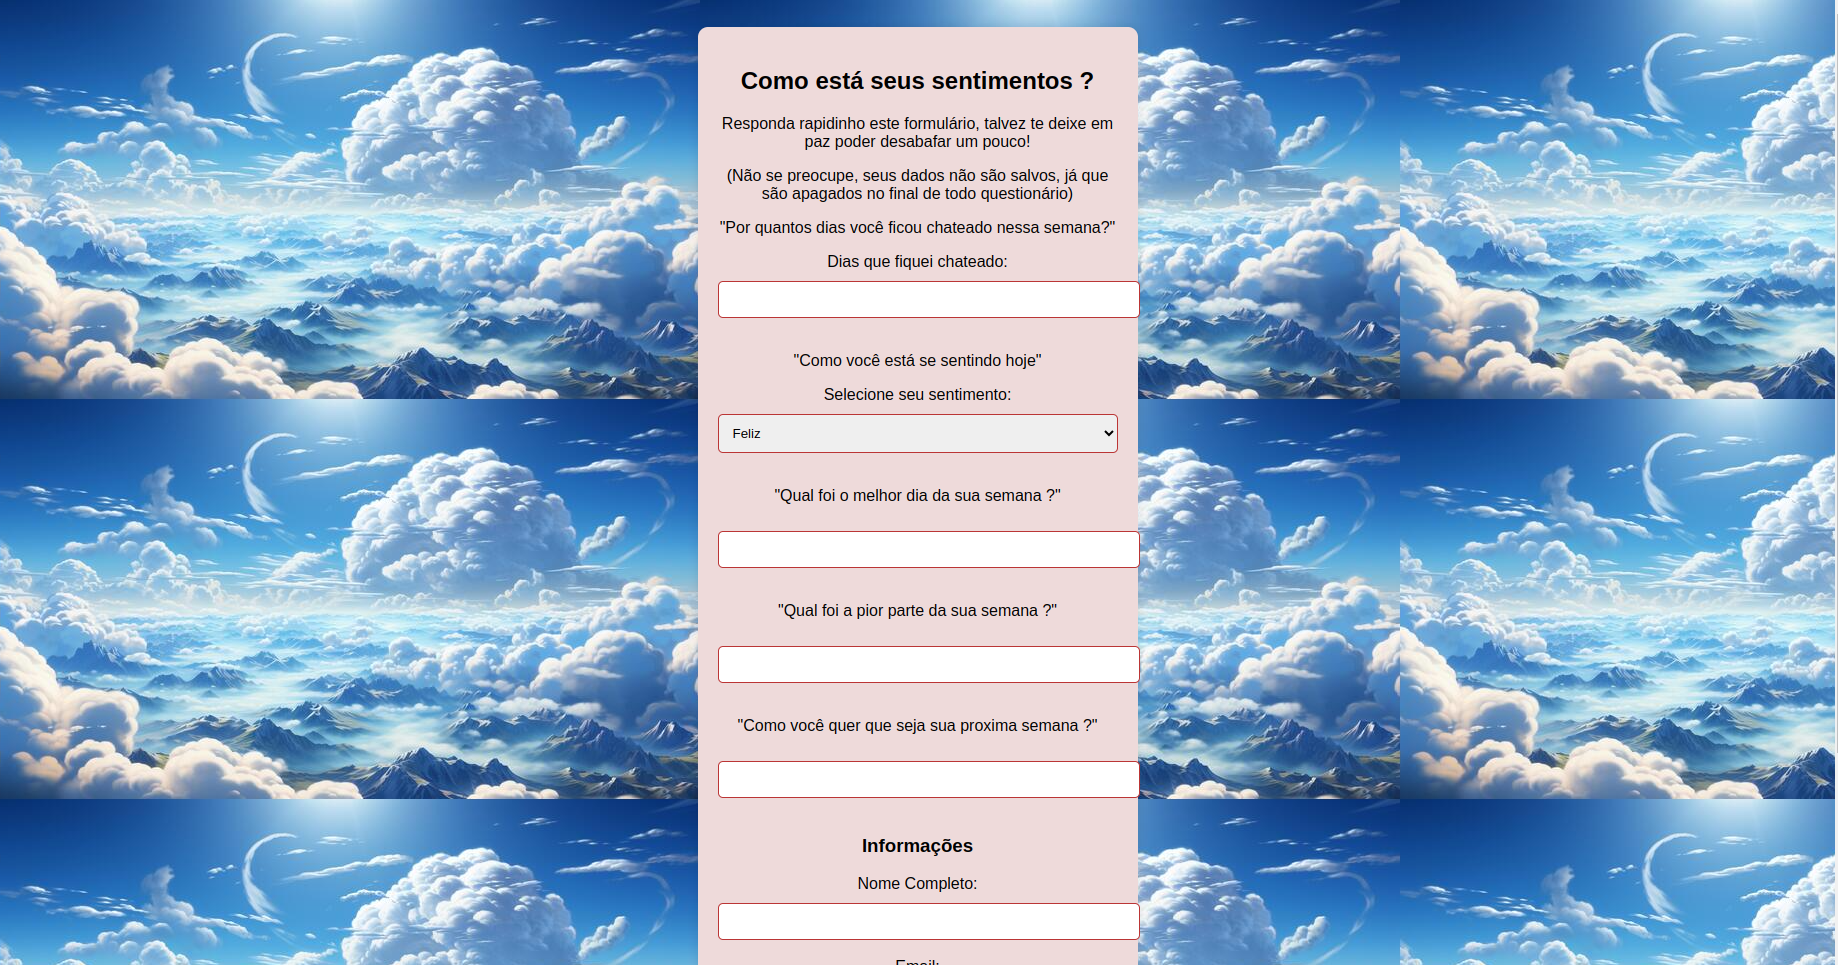 Como está seus sentimentos ?
Responda rapidinho este formulário, talvez te deixe em
paz poder desabafar um pouco!
(Não se preocupe, seus dados não são salvos, já que
são apagados no final de todo questionário)
"Por quantos dias você ficou chateado nessa semana?"
Dias que fiquei chateado:
"Como você está se sentindo hoje"
Selecione seu sentimento:
Feliz
"Qual foi o melhor dia da sua semana ?"
"Qual foi a pior parte da sua semana ?"
"Como você quer que seja sua proxima semana ?"
Informações
Nome Completo:
Email: